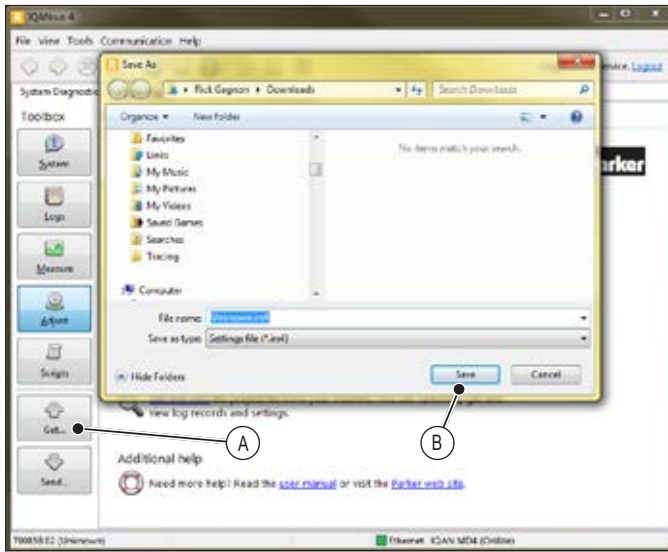 IQANrun 4
File View Tools Communication Help
Save As
Rick Gagnon ▸ Downloads
Search Downloads
Logout
System Diagnostic
Organize ▾ New folder
Toolbox
Favorites
No items match your search.
Links
My Music
My Pictures
My Videos
Saved Games
Searches
Tracing
Computer
System
Logs
Measure
Adjust
Scripts
Get...
Send...
File name:
Save as type: Settings file (*.is4)
Hide Folders
Save
Cancel
view log records and settings.
A
B
Additional help
Need more help? Read the user manual or visit the Parker web site.
(Unknown)
Ethernet IQAN MD4 (Online)